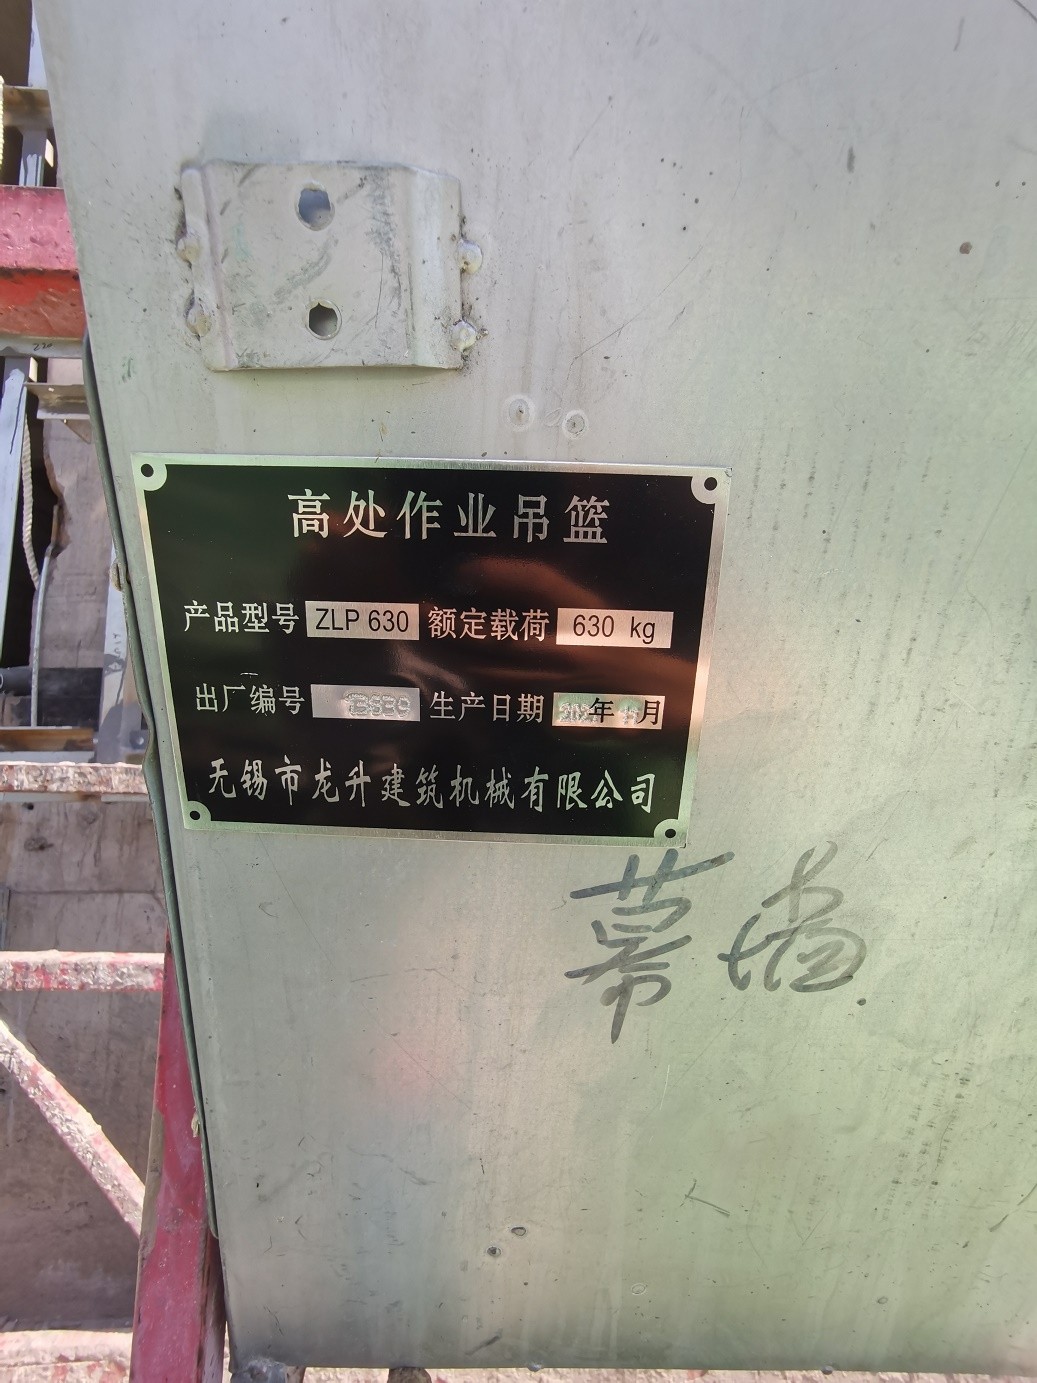 高处作业吊篮
产品型号 ZLP 630 额定载荷 630 kg
出厂编号 生产日期 年 月
无锡市龙升建筑机械有限公司
幕墙